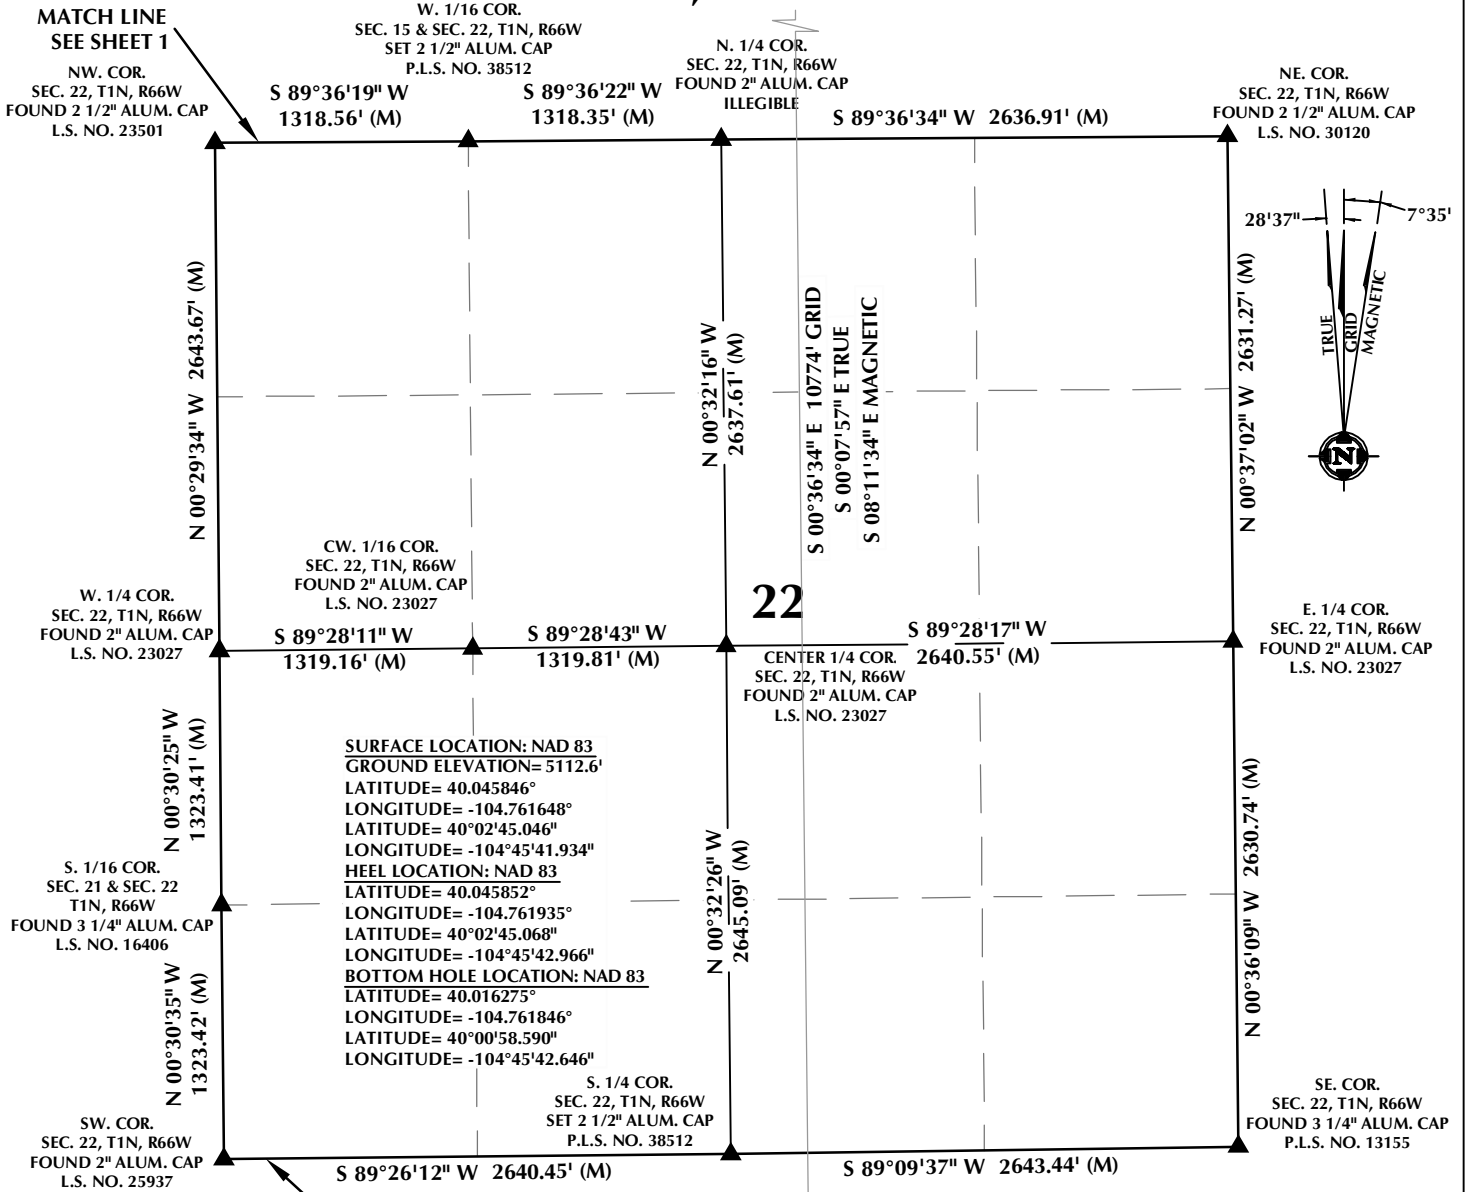 MATCH LINE
SEE SHEET 1
W. 1/16 COR.
SEC. 15 & SEC. 22, T1N, R66W
SET 2 1/2" ALUM. CAP
P.L.S. NO. 38512
N. 1/4 COR.
SEC. 22, T1N, R66W
FOUND 2" ALUM. CAP
ILLEGIBLE
NW. COR.
SEC. 22, T1N, R66W
FOUND 2 1/2" ALUM. CAP
L.S. NO. 23501
NE. COR.
SEC. 22, T1N, R66W
FOUND 2 1/2" ALUM. CAP
L.S. NO. 30120
S 89°36'19" W
1318.56' (M)
S 89°36'22" W
1318.35' (M)
S 89°36'34" W 2636.91' (M)
28'37"
7°35'
TRUE
GRID
MAGNETIC
N
N 00°29'34" W 2643.67' (M)
N 00°32'16" W
2637.61' (M)
S 00°36'34" E 10774' GRID
S 00°07'57" E TRUE
S 08°11'34" E MAGNETIC
N 00°37'02" W 2631.27' (M)
CW. 1/16 COR.
SEC. 22, T1N, R66W
FOUND 2" ALUM. CAP
L.S. NO. 23027
22
W. 1/4 COR.
SEC. 22, T1N, R66W
FOUND 2" ALUM. CAP
L.S. NO. 23027
S 89°28'11" W
1319.16' (M)
S 89°28'43" W
1319.81' (M)
S 89°28'17" W
2640.55' (M)
CENTER 1/4 COR.
SEC. 22, T1N, R66W
FOUND 2" ALUM. CAP
L.S. NO. 23027
E. 1/4 COR.
SEC. 22, T1N, R66W
FOUND 2" ALUM. CAP
L.S. NO. 23027
N 00°30'25" W
1323.41' (M)
SURFACE LOCATION: NAD 83
GROUND ELEVATION= 5112.6'
LATITUDE= 40.045846°
LONGITUDE= -104.761648°
LATITUDE= 40°02'45.046"
LONGITUDE= -104°45'41.934"
HEEL LOCATION: NAD 83
LATITUDE= 40.045852°
LONGITUDE= -104.761935°
LATITUDE= 40°02'45.068"
LONGITUDE= -104°45'42.966"
BOTTOM HOLE LOCATION: NAD 83
LATITUDE= 40.016275°
LONGITUDE= -104.761846°
LATITUDE= 40°00'58.590"
LONGITUDE= -104°45'42.646"
N 00°32'26" W
2645.09' (M)
N 00°36'09" W 2630.74' (M)
S. 1/16 COR.
SEC. 21 & SEC. 22
T1N, R66W
FOUND 3 1/4" ALUM. CAP
L.S. NO. 16406
N 00°30'35" W
1323.42' (M)
SW. COR.
SEC. 22, T1N, R66W
FOUND 2" ALUM. CAP
L.S. NO. 25937
S. 1/4 COR.
SEC. 22, T1N, R66W
SET 2 1/2" ALUM. CAP
P.L.S. NO. 38512
SE. COR.
SEC. 22, T1N, R66W
FOUND 3 1/4" ALUM. CAP
P.L.S. NO. 13155
S 89°26'12" W 2640.45' (M)
S 89°09'37" W 2643.44' (M)